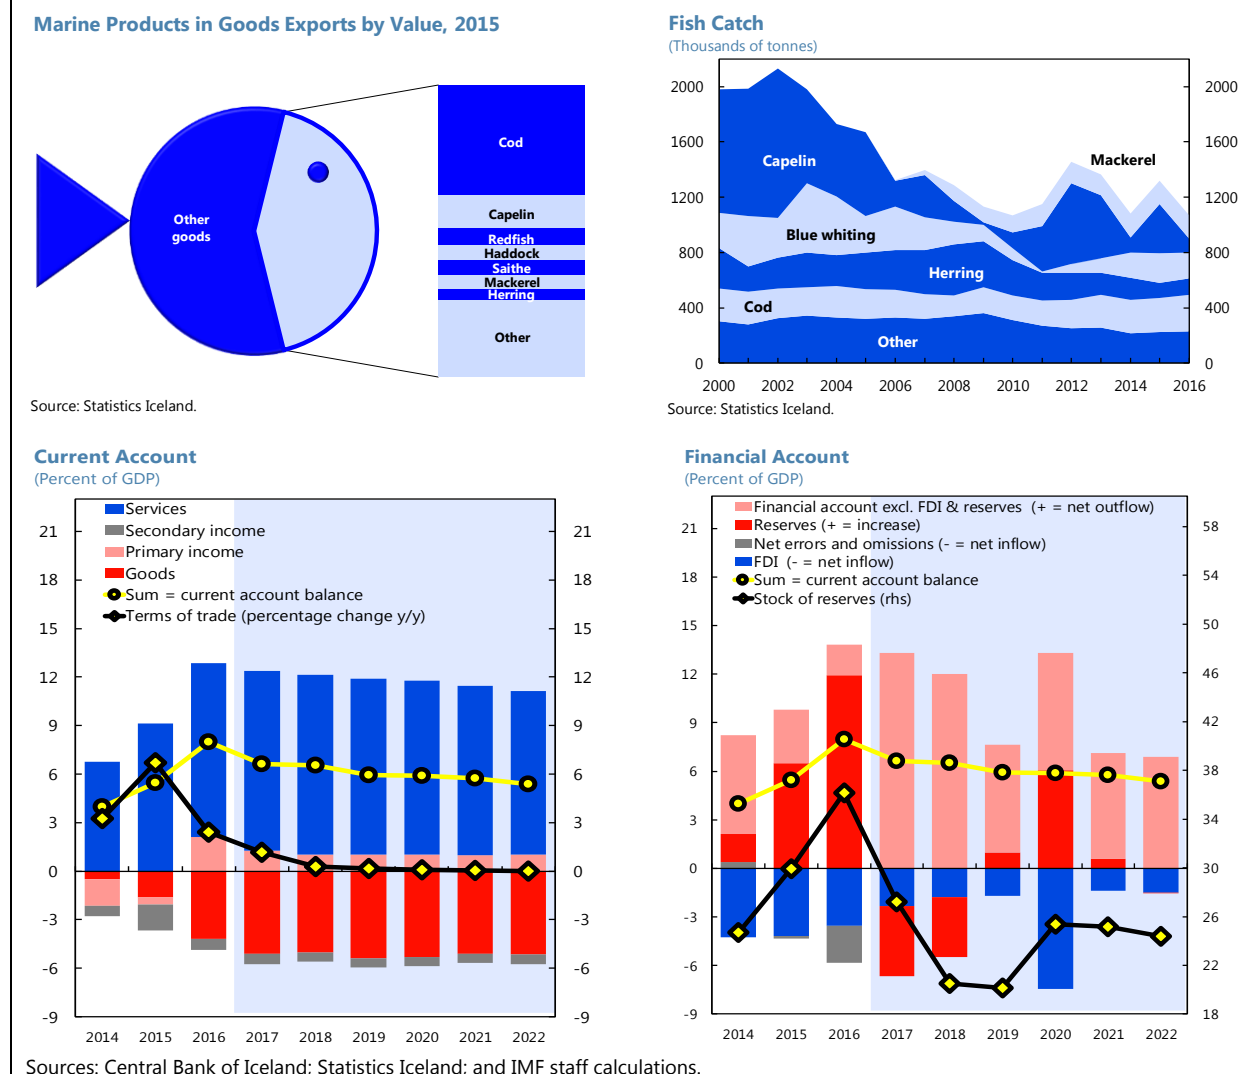 Marine Products in Goods Exports by Value, 2015
Other
goods
Cod
Capelin
Redfish
Haddock
Saithe
Mackerel
Herring
Other
Source: Statistics Iceland.
Fish Catch
(Thousands of tonnes)
2000 2000
1600 1600
1200 1200
800 800
400 400
0 0
Capelin
Mackerel
Blue whiting
Herring
Cod
Other
2000 2002 2004 2006 2008 2010 2012 2014 2016
Source: Statistics Iceland.
Current Account
(Percent of GDP)
Services
Secondary income
Primary income
Goods
Sum = current account balance
Terms of trade (percentage change y/y)
21 21
18 18
15 15
12 12
9 9
6 6
3 3
0 0
-3 -3
-6 -6
-9 -9
2014 2015 2016 2017 2018 2019 2020 2021 2022
Financial Account
(Percent of GDP)
Financial account excl. FDI & reserves (+ = net outflow)
Reserves (+ = increase)
Net errors and omissions (- = net inflow)
FDI (- = net inflow)
Sum = current account balance
Stock of reserves (rhs)
21 58
18 54
15 50
12 46
9 42
6 38
3 34
0 30
-3 26
-6 22
-9 18
2014 2015 2016 2017 2018 2019 2020 2021 2022
Sources: Central Bank of Iceland; Statistics Iceland; and IMF staff calculations.